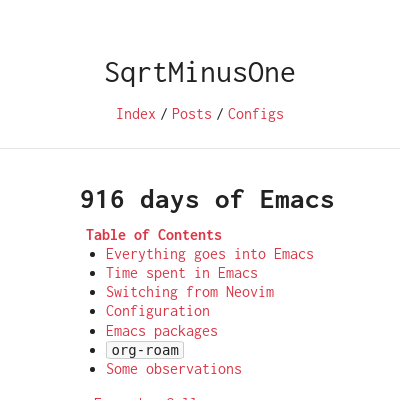 SqrtMinusOne
Index / Posts / Configs
916 days of Emacs
Table of Contents
Everything goes into Emacs
Time spent in Emacs
Switching from Neovim
Configuration
Emacs packages
org-roam
Some observations